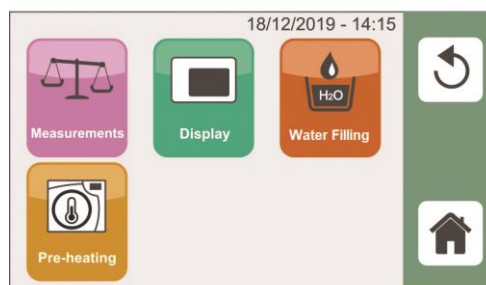 18/12/2019 - 14:15
Measurements
Display
H2O
Water Filling
Pre-heating